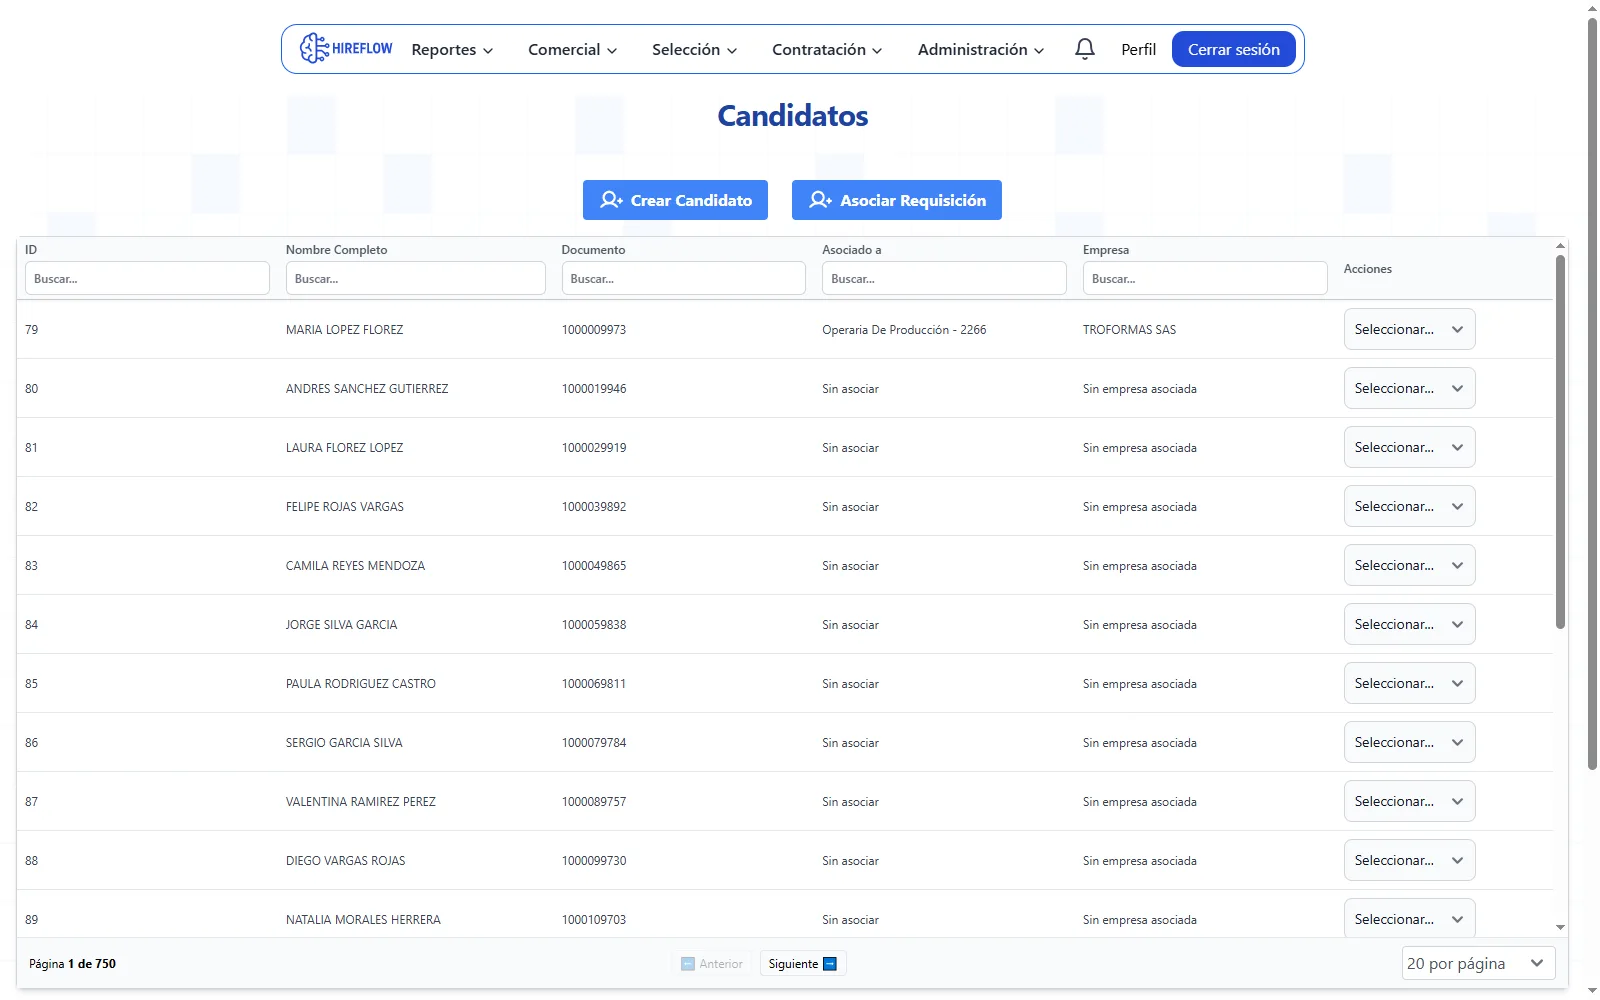 HIREFLOW Reportes Comercial Selección Contratación Administración Perfil Cerrar sesión
Candidatos
Crear Candidato Asociar Requisición
ID Nombre Completo Documento Asociado a Empresa Acciones
Buscar... Buscar... Buscar... Buscar... Buscar...
79 MARIA LOPEZ FLOREZ 1000009973 Operaria De Producción - 2266 TROFORMAS SAS Seleccionar...
80 ANDRES SANCHEZ GUTIERREZ 1000019946 Sin asociar Sin empresa asociada Seleccionar...
81 LAURA FLOREZ LOPEZ 1000029919 Sin asociar Sin empresa asociada Seleccionar...
82 FELIPE ROJAS VARGAS 1000039892 Sin asociar Sin empresa asociada Seleccionar...
83 CAMILA REYES MENDOZA 1000049865 Sin asociar Sin empresa asociada Seleccionar...
84 JORGE SILVA GARCIA 1000059838 Sin asociar Sin empresa asociada Seleccionar...
85 PAULA RODRIGUEZ CASTRO 1000069811 Sin asociar Sin empresa asociada Seleccionar...
86 SERGIO GARCIA SILVA 1000079784 Sin asociar Sin empresa asociada Seleccionar...
87 VALENTINA RAMIREZ PEREZ 1000089757 Sin asociar Sin empresa asociada Seleccionar...
88 DIEGO VARGAS ROJAS 1000099730 Sin asociar Sin empresa asociada Seleccionar...
89 NATALIA MORALES HERRERA 1000109703 Sin asociar Sin empresa asociada Seleccionar...
Página 1 de 750 Anterior Siguiente 20 por página